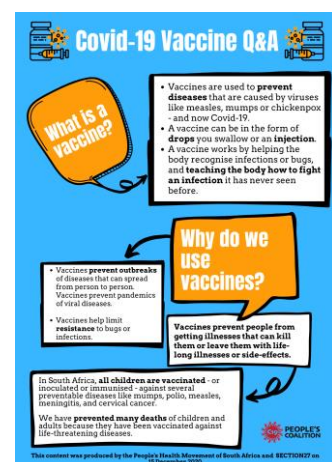 Covid-19 Vaccine Q&A
What is a
vaccine?
• Vaccines are used to prevent
diseases that are caused by viruses
like measles, mumps or chickenpox
- and now Covid-19.
• A vaccine can be in the form of
drops you swallow or an injection.
• A vaccine works by helping the
body recognise infections or bugs,
and teaching the body how to fight
an infection it has never seen
before.
Why do we
use
vaccines?
• Vaccines prevent outbreaks
of diseases that can spread
from person to person.
Vaccines prevent pandemics
of viral diseases.
• Vaccines help limit
resistance to bugs or
infections.
Vaccines prevent people from
getting illnesses that can kill
them or leave them with life-
long illnesses or side-effects.
In South Africa, all children are vaccinated - or
inoculated or immunised - against several
preventable diseases like mumps, polio, measles,
meningitis, and cervical cancer.
We have prevented many deaths of children and
adults because they have been vaccinated against
life-threatening diseases.
PEOPLE'S
COALITION
This content was produced by the People's Health Movement of South Africa and SECTION27 on
15 December 2020